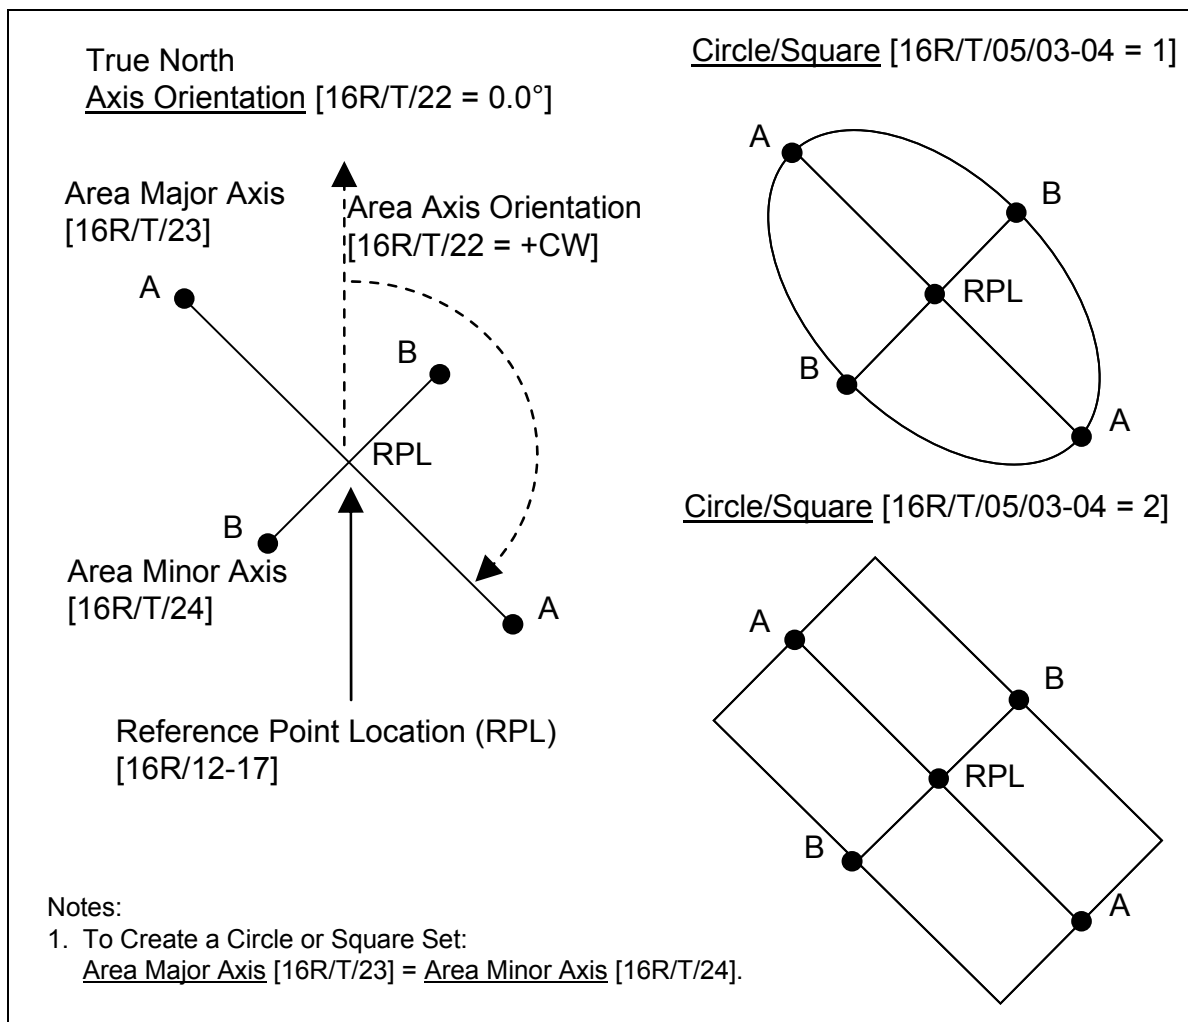 True North
Axis Orientation [16R/T/22 = 0.0°]
Area Major Axis
[16R/T/23]
Area Axis Orientation
[16R/T/22 = +CW]
A
B
RPL
B
Area Minor Axis
[16R/T/24]
A
Reference Point Location (RPL)
[16R/12-17]
Circle/Square [16R/T/05/03-04 = 1]
A
B
RPL
B
A
Circle/Square [16R/T/05/03-04 = 2]
A
B
RPL
B
A
Notes:
1. To Create a Circle or Square Set:
Area Major Axis [16R/T/23] = Area Minor Axis [16R/T/24].